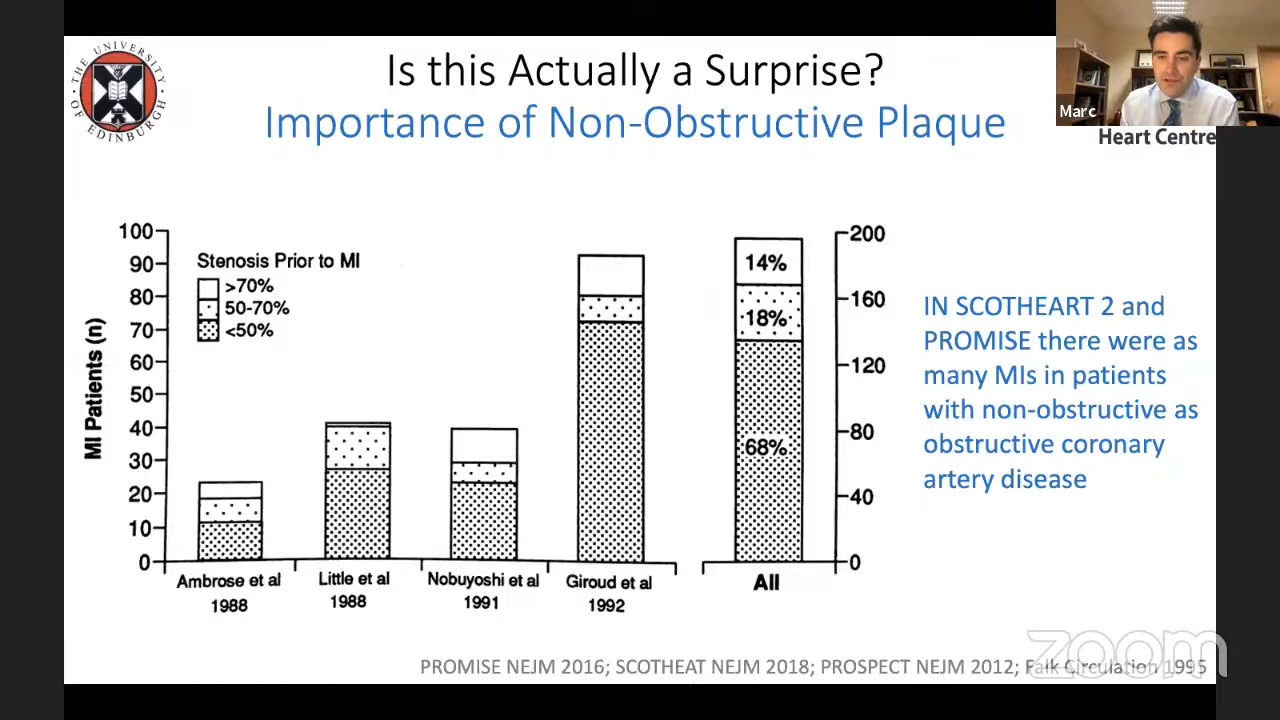 THE UNIVERSITY OF EDINBURGH
Is this Actually a Surprise?
Importance of Non-Obstructive Plaque
Marc
Heart Centre
Stenosis Prior to MI
>70%
50-70%
<50%
MI Patients (n)
100
90
80
70
60
50
40
30
20
10
0
Ambrose et al
1988
Little et al
1988
Nobuyoshi et al
1991
Giroud et al
1992
14%
18%
68%
All
200
160
120
80
40
0
IN SCOTHEART 2 and
PROMISE there were as
many MIs in patients
with non-obstructive as
obstructive coronary
artery disease
PROMISE NEJM 2016; SCOTHEAT NEJM 2018; PROSPECT NEJM 2012; Falk Circulation 1995
zoom